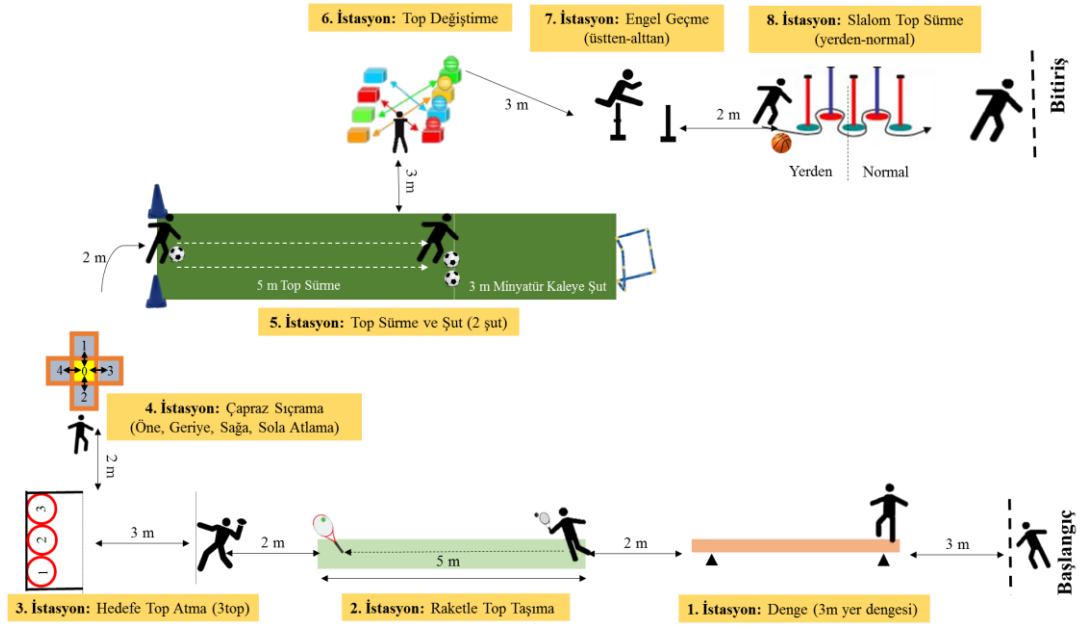 6. İstasyon: Top Değiştirme
7. İstasyon: Engel Geçme
(üstten-alttan)
8. İstasyon: Slalom Top Sürme
(yerden-normal)
Bitiriş
3 m
2 m
Yerden
Normal
3 m
2 m
5 m Top Sürme
3 m Minyatür Kaleye Şut
5. İstasyon: Top Sürme ve Şut (2 şut)
1
4
0
3
2
4. İstasyon: Çapraz Sıçrama
(Öne, Geriye, Sağa, Sola Atlama)
2 m
3
2
1
3 m
2 m
5 m
2 m
3 m
Başlangıç
3. İstasyon: Hedefe Top Atma (3top)
2. İstasyon: Raketle Top Taşıma
1. İstasyon: Denge (3m yer dengesi)